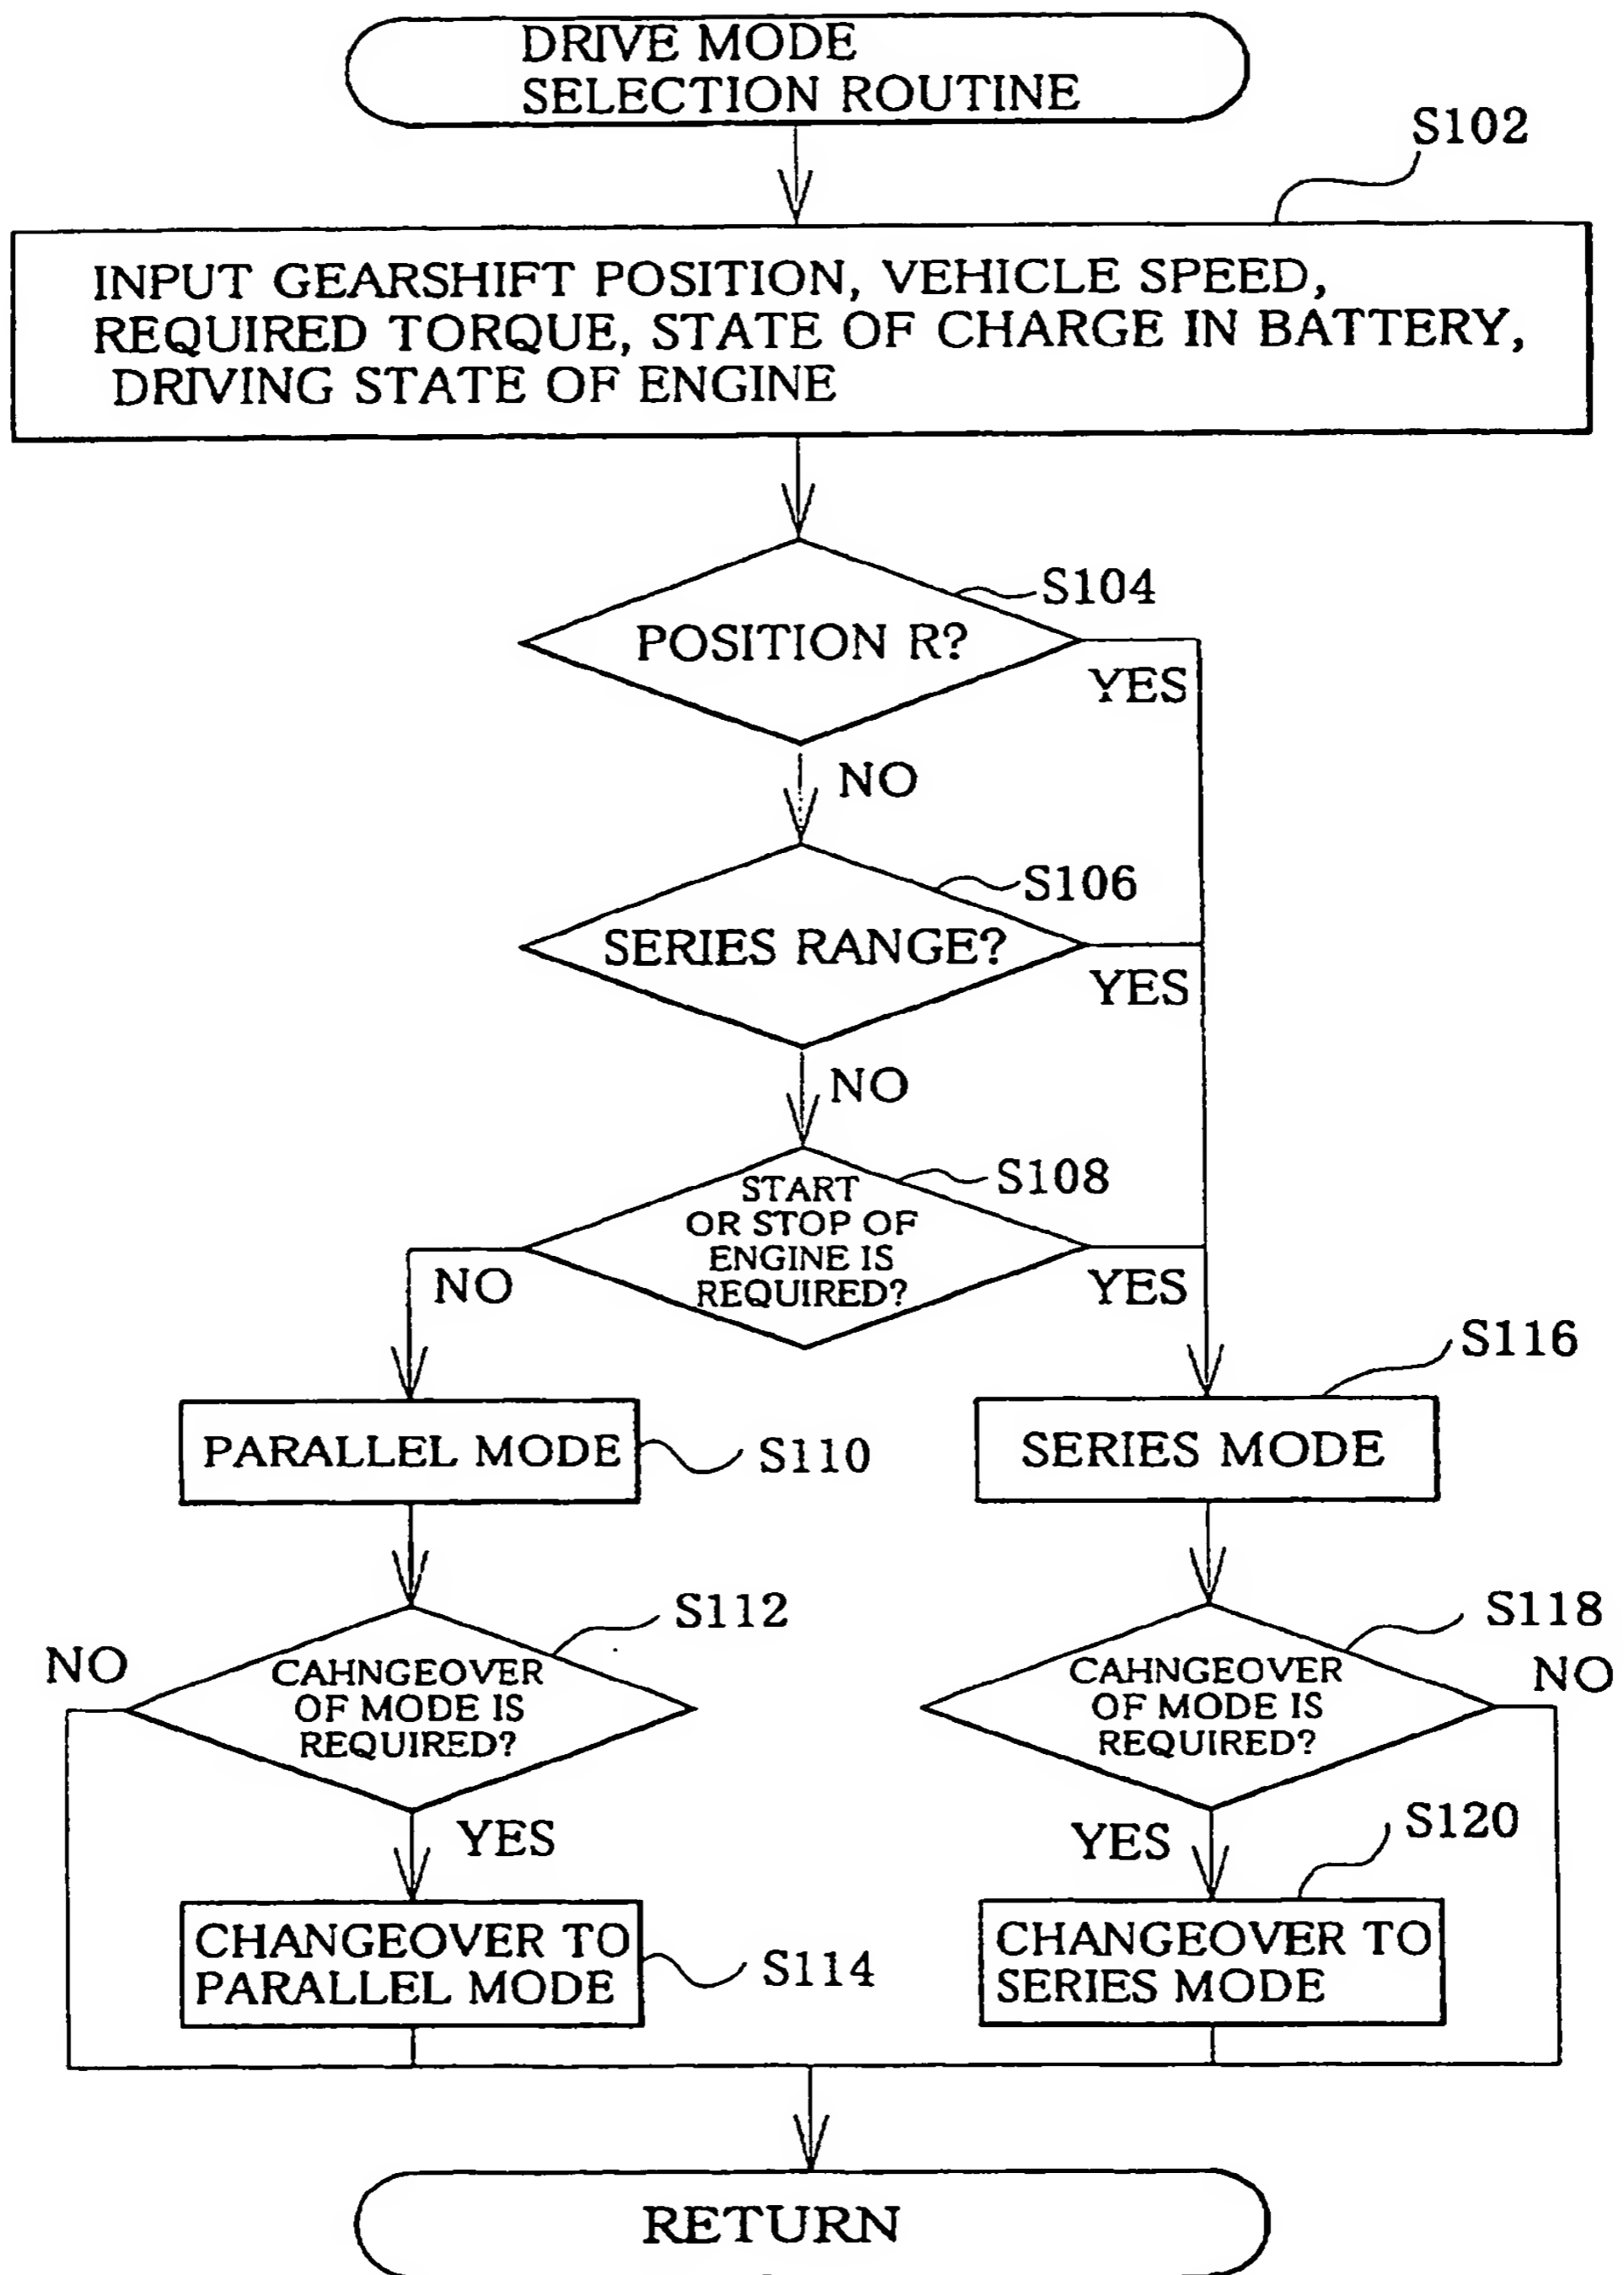 DRIVE MODE
SELECTION ROUTINE
S102
INPUT GEARSHIFT POSITION, VEHICLE SPEED,
REQUIRED TORQUE, STATE OF CHARGE IN BATTERY,
DRIVING STATE OF ENGINE
S104
POSITION R?
YES
NO
S106
SERIES RANGE?
YES
NO
S108
START
OR STOP OF
ENGINE IS
REQUIRED?
NO
YES
S116
PARALLEL MODE
S110
SERIES MODE
S112
S118
NO
CAHNGEOVER
OF MODE IS
REQUIRED?
CAHNGEOVER
OF MODE IS
REQUIRED?
NO
YES
YES
S120
CHANGEOVER TO
PARALLEL MODE
S114
CHANGEOVER TO
SERIES MODE
RETURN